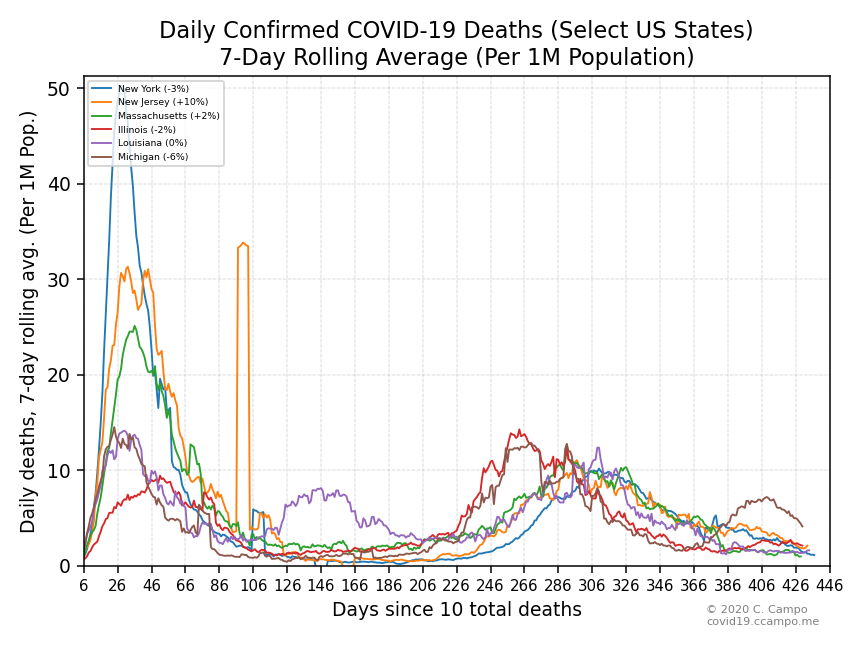 Daily Confirmed COVID-19 Deaths (Select US States)
7-Day Rolling Average (Per 1M Population)
Daily deaths, 7-day rolling avg. (Per 1M Pop.)
50
40
30
20
10
0
New York (-3%)
New Jersey (+10%)
Massachusetts (+2%)
Illinois (-2%)
Louisiana (0%)
Michigan (-6%)
6 26 46 66 86 106 126 146 166 186 206 226 246 266 286 306 326 346 366 386 406 426 446
Days since 10 total deaths
© 2020 C. Campo
covid19.ccampo.me